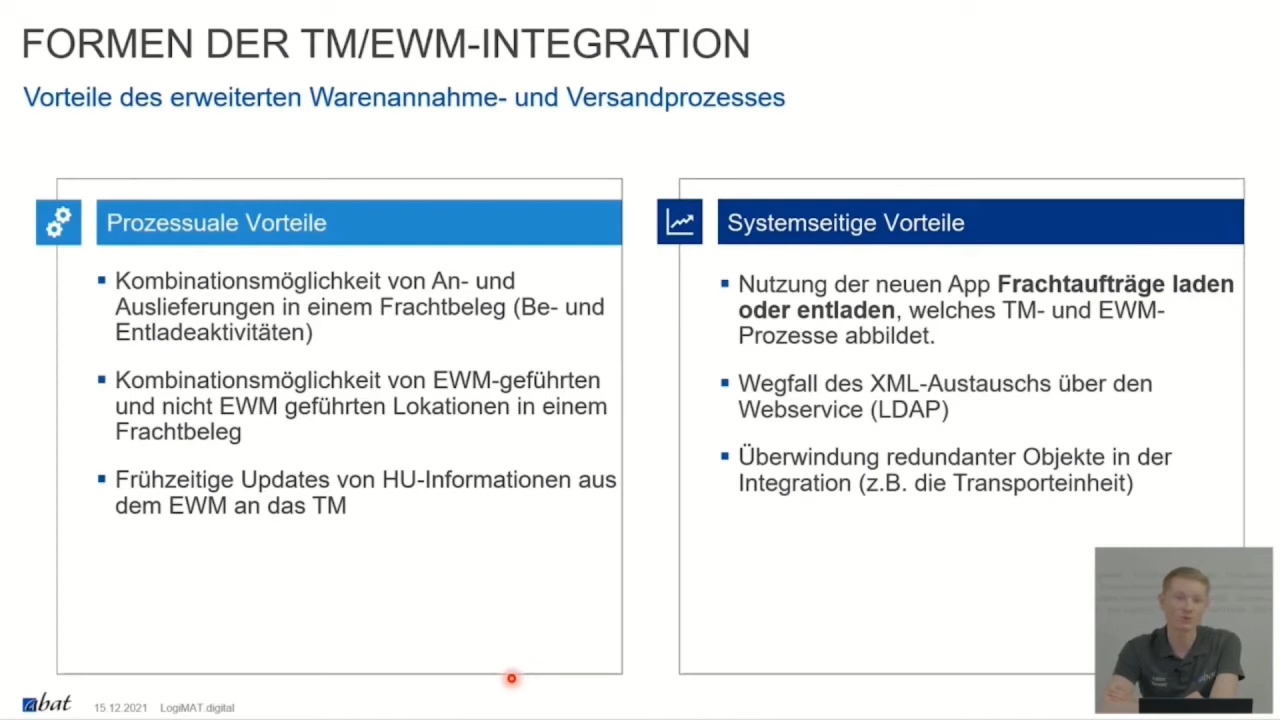 FORMEN DER TM/EWM-INTEGRATION
Vorteile des erweiterten Warenannahme- und Versandprozesses
Prozessuale Vorteile
▪ Kombinationsmöglichkeit von An- und
Auslieferungen in einem Frachtbeleg (Be- und
Entladeaktivitäten)
▪ Kombinationsmöglichkeit von EWM-geführten
und nicht EWM geführten Lokationen in einem
Frachtbeleg
▪ Frühzeitige Updates von HU-Informationen aus
dem EWM an das TM
Systemseitige Vorteile
▪ Nutzung der neuen App Frachtaufträge laden
oder entladen, welches TM- und EWM-
Prozesse abbildet.
▪ Wegfall des XML-Austauschs über den
Webservice (LDAP)
▪ Überwindung redundanter Objekte in der
Integration (z.B. die Transporteinheit)
abat
15.12.2021 LogiMAT.digital
abat